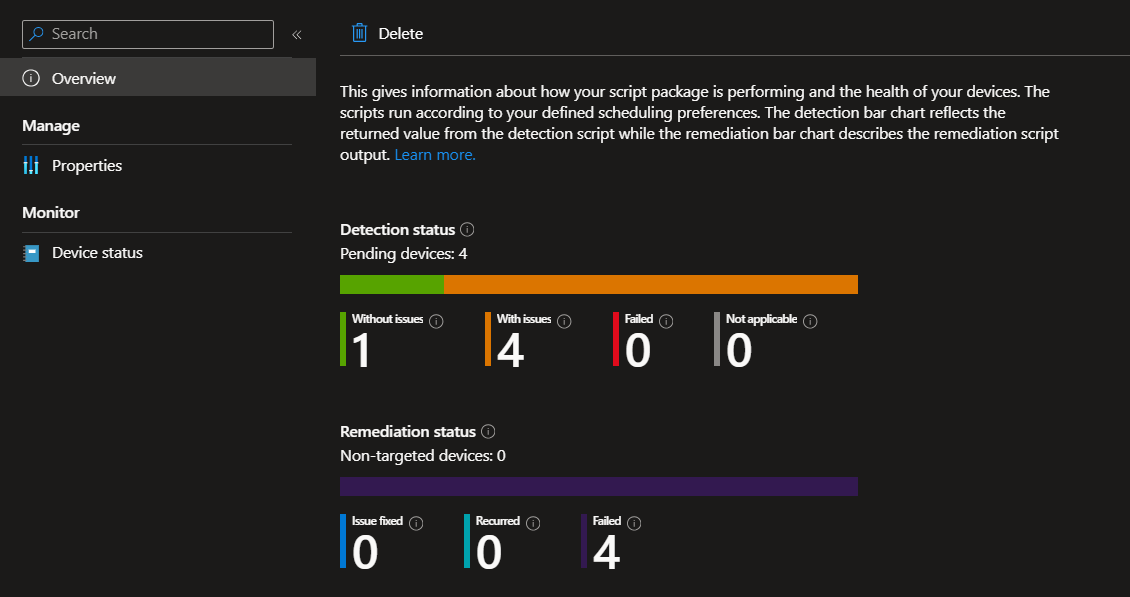 Search
«
Overview
Manage
Properties
Monitor
Device status
Delete
This gives information about how your script package is performing and the health of your devices. The
scripts run according to your defined scheduling preferences. The detection bar chart reflects the
returned value from the detection script while the remediation bar chart describes the remediation script
output. Learn more.
Detection status
Pending devices: 4
Without issues
1
With issues
4
Failed
0
Not applicable
0
Remediation status
Non-targeted devices: 0
Issue fixed
0
Recurred
0
Failed
4